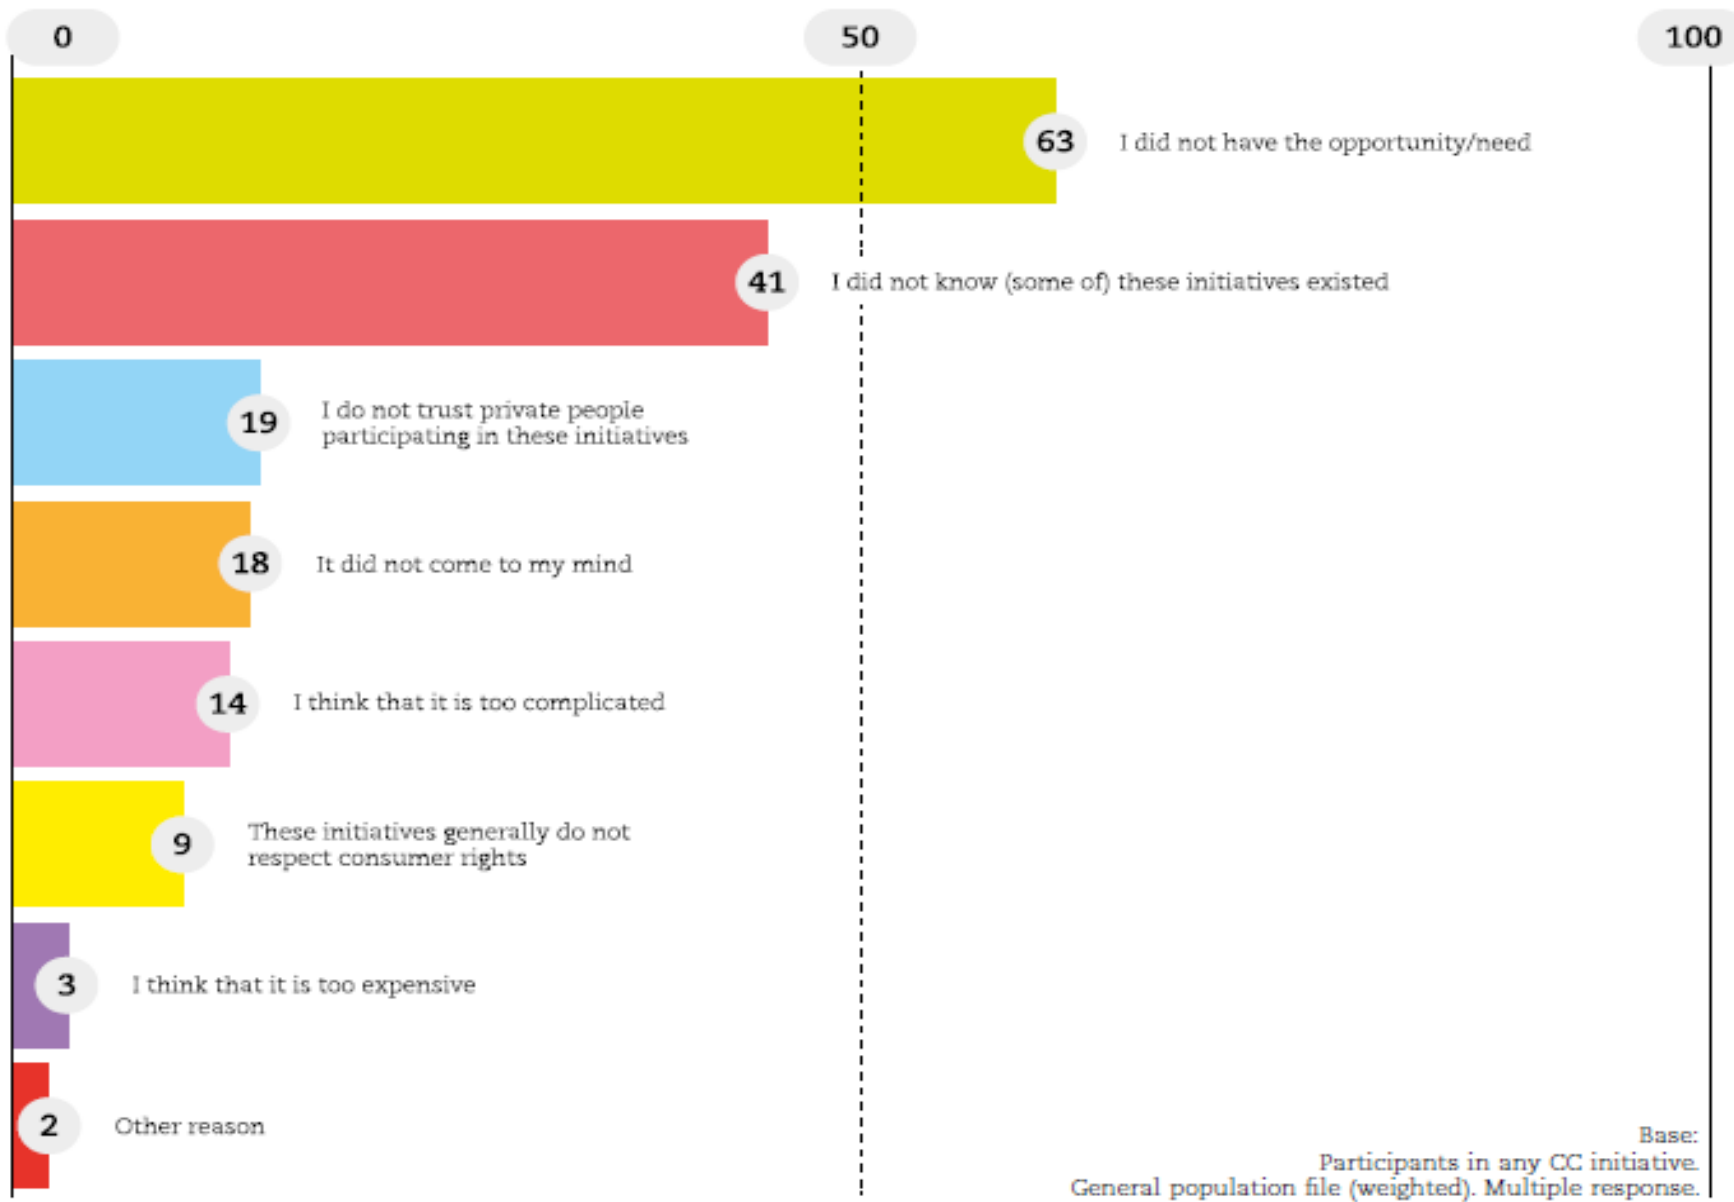 0 50 100
63 I did not have the opportunity/need
41 I did not know (some of) these initiatives existed
19 I do not trust private people
participating in these initiatives
18 It did not come to my mind
14 I think that it is too complicated
9 These initiatives generally do not
respect consumer rights
3 I think that it is too expensive
2 Other reason
Base:
Participants in any CC initiative.
General population file (weighted). Multiple response.